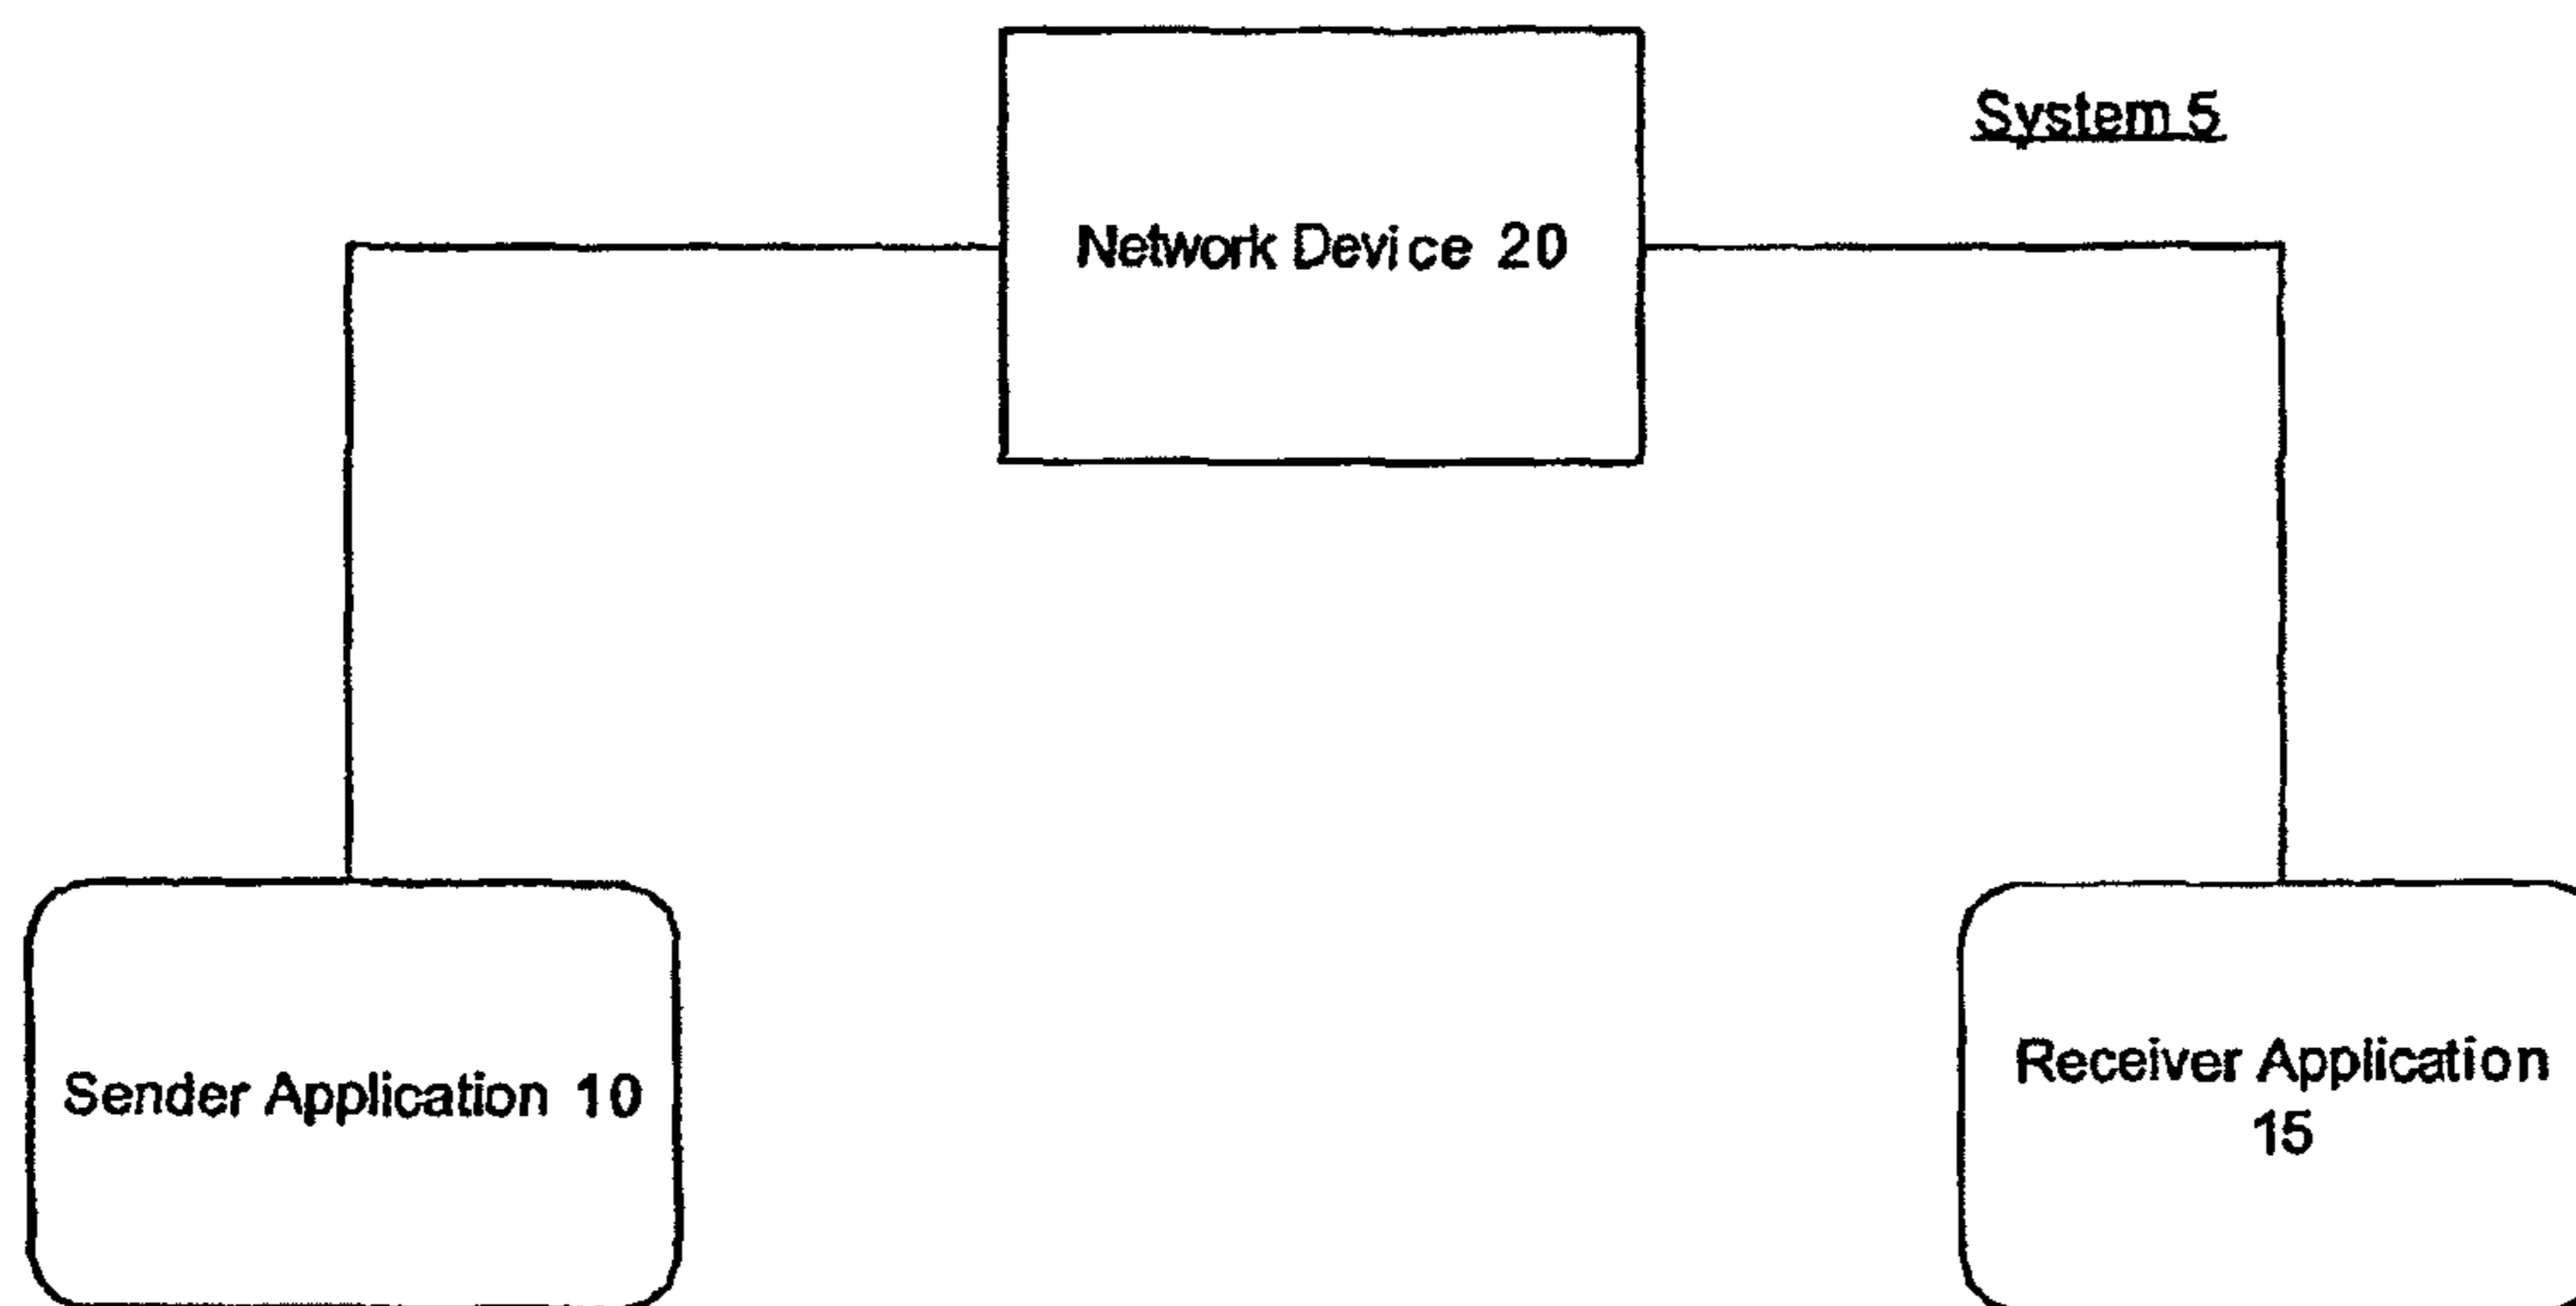 System 5
Network Device 20
Sender Application 10
Receiver Application
15